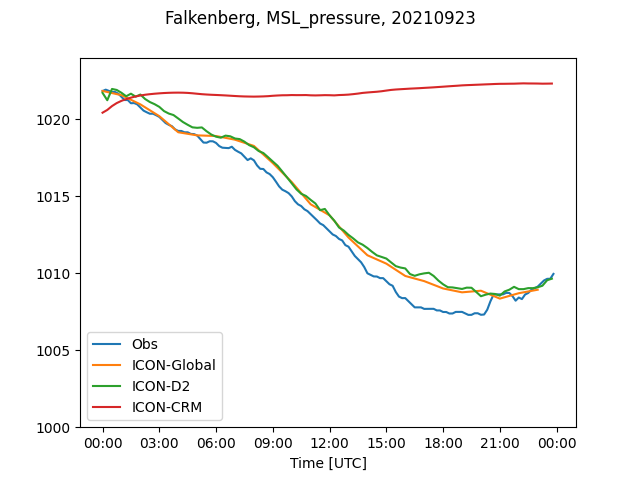 Falkenberg, MSL_pressure, 20210923
1020
1015
1010
1005
1000
Obs
ICON-Global
ICON-D2
ICON-CRM
00:00 03:00 06:00 09:00 12:00 15:00 18:00 21:00 00:00
Time [UTC]